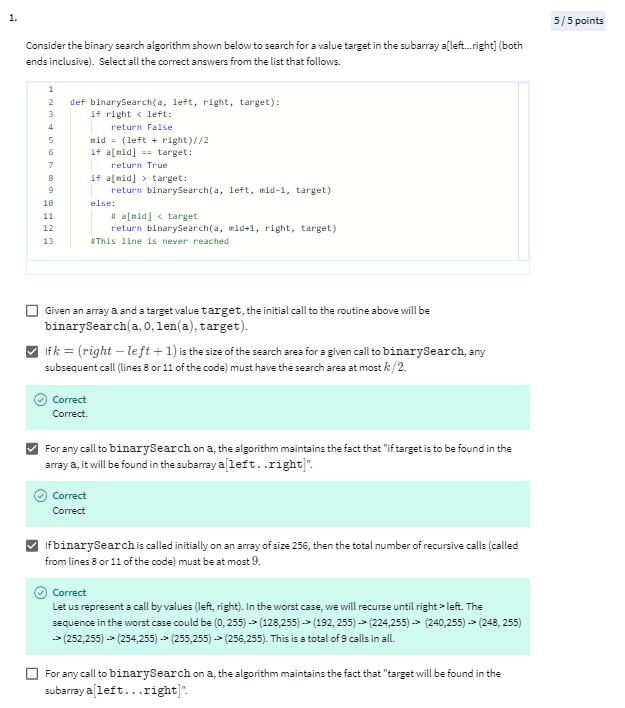 1.
5 / 5 points
Consider the binary search algorithm shown below to search for a value target in the subarray a[left...right] (both
ends inclusive). Select all the correct answers from the list that follows.
1
2 def binarySearch(a, left, right, target):
3 if right < left:
4 return False
5 mid = (left + right)//2
6 if a[mid] == target:
7 return True
8 if a[mid] > target:
9 return binarySearch(a, left, mid-1, target)
10 else:
11 # a[mid] < target
12 return binarySearch(a, mid+1, right, target)
13 #This line is never reached
Given an array a and a target value target, the initial call to the routine above will be
binarySearch(a, 0, len(a), target).
If k = (right − left + 1) is the size of the search area for a given call to binarySearch, any
subsequent call (lines 8 or 11 of the code) must have the search area at most k/2.
Correct
Correct.
For any call to binarySearch on a, the algorithm maintains the fact that "if target is to be found in the
array a, it will be found in the subarray a[left..right]".
Correct
Correct
If binarySearch is called initially on an array of size 256, then the total number of recursive calls (called
from lines 8 or 11 of the code) must be at most 9.
Correct
Let us represent a call by values (left, right). In the worst case, we will recurse until right > left. The
sequence in the worst case could be (0, 255) -> (128,255) -> (192, 255) -> (224,255) -> (240,255) -> (248, 255)
-> (252,255) -> (254,255) -> (255,255) -> (256,255). This is a total of 9 calls in all.
For any call to binarySearch on a, the algorithm maintains the fact that "target will be found in the
subarray a[left...right]".